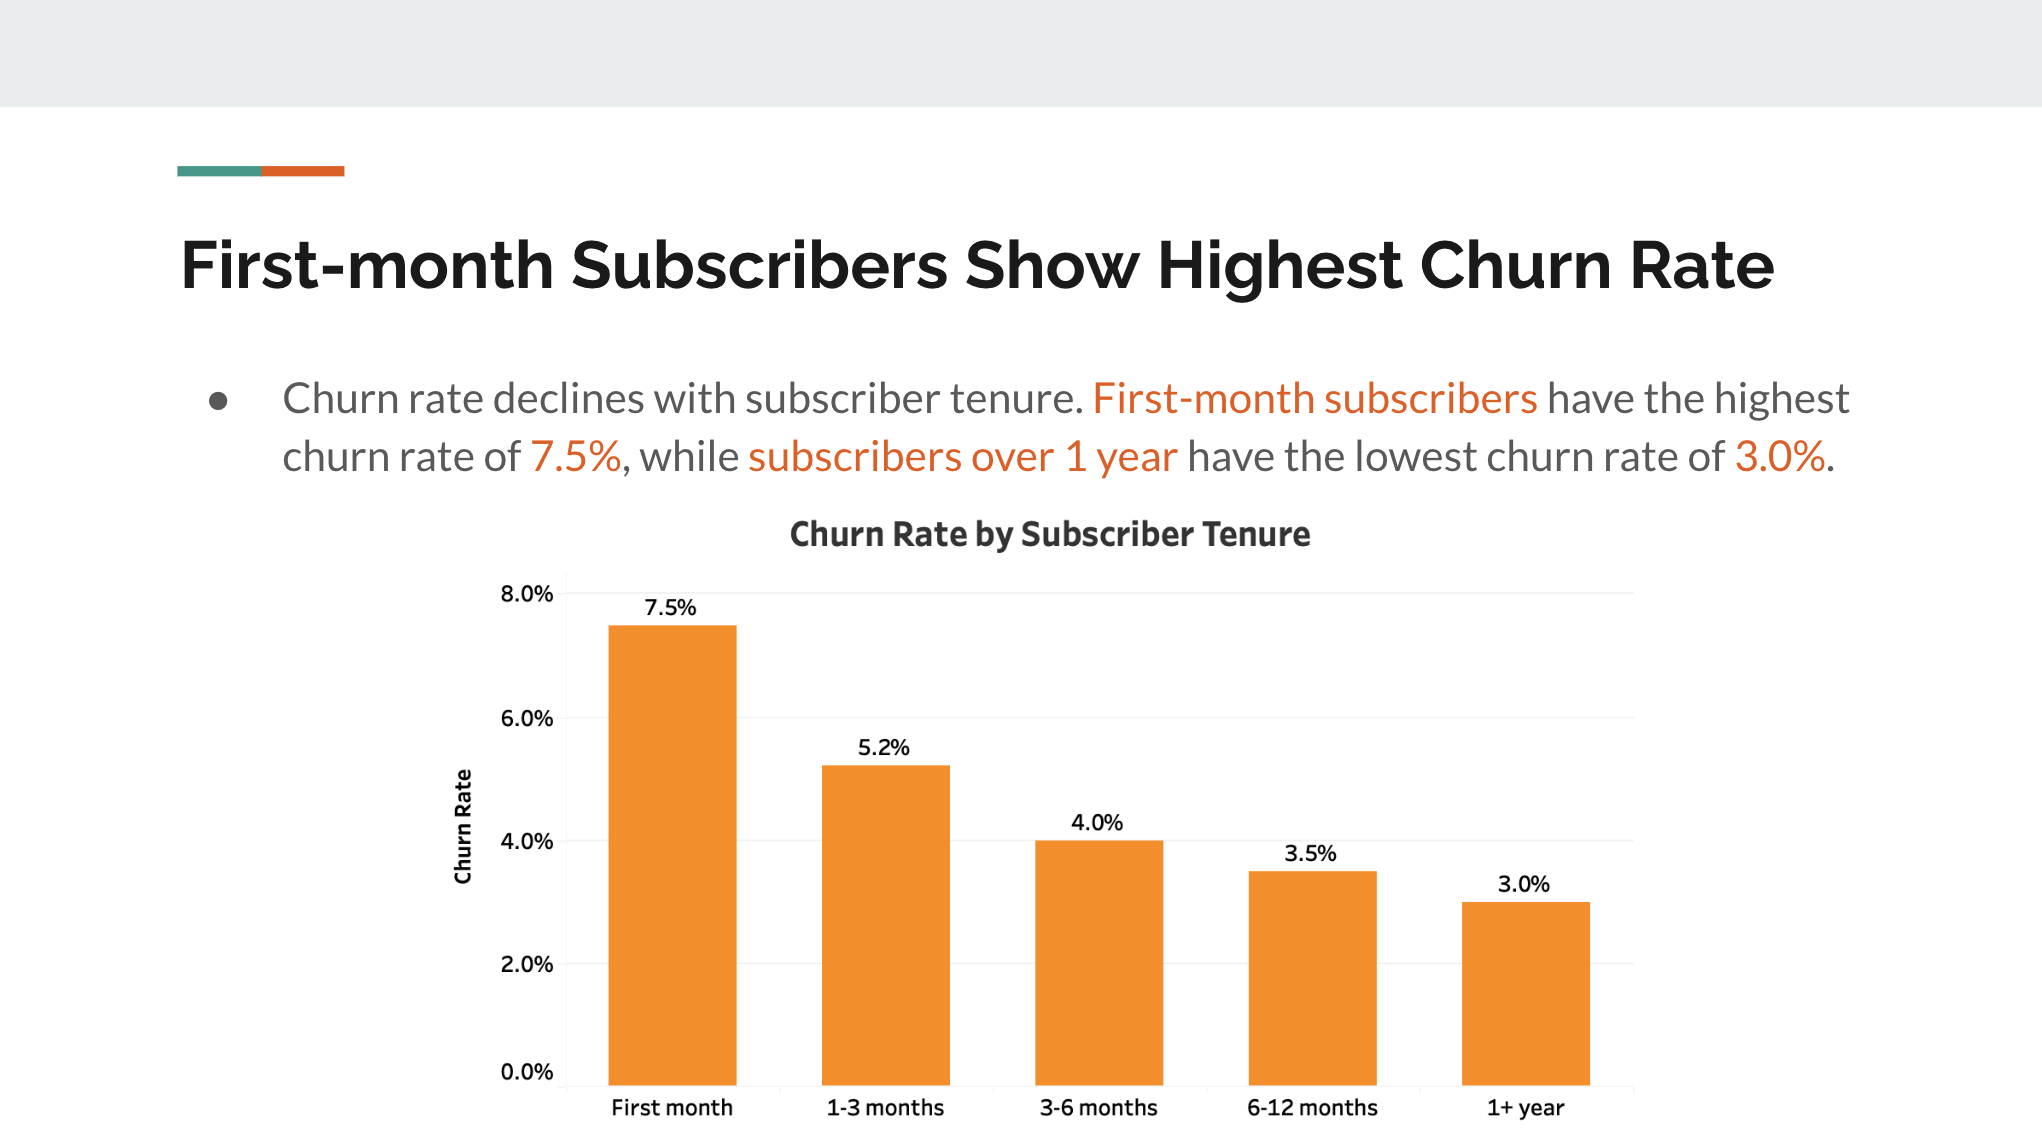 First-month Subscribers Show Highest Churn Rate
● Churn rate declines with subscriber tenure. First-month subscribers have the highest
churn rate of 7.5%, while subscribers over 1 year have the lowest churn rate of 3.0%.
Churn Rate by Subscriber Tenure
Churn Rate
8.0%
6.0%
4.0%
2.0%
0.0%
7.5%
5.2%
4.0%
3.5%
3.0%
First month
1-3 months
3-6 months
6-12 months
1+ year